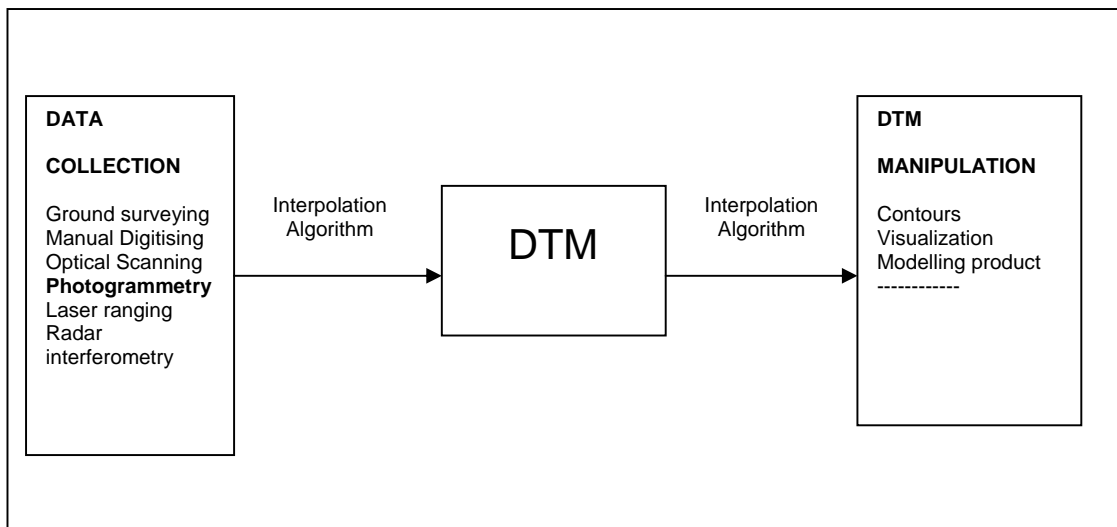 DATA
COLLECTION
Ground surveying
Manual Digitising
Optical Scanning
Photogrammetry
Laser ranging
Radar
interferometry
Interpolation
Algorithm
DTM
Interpolation
Algorithm
DTM
MANIPULATION
Contours
Visualization
Modelling product
------------